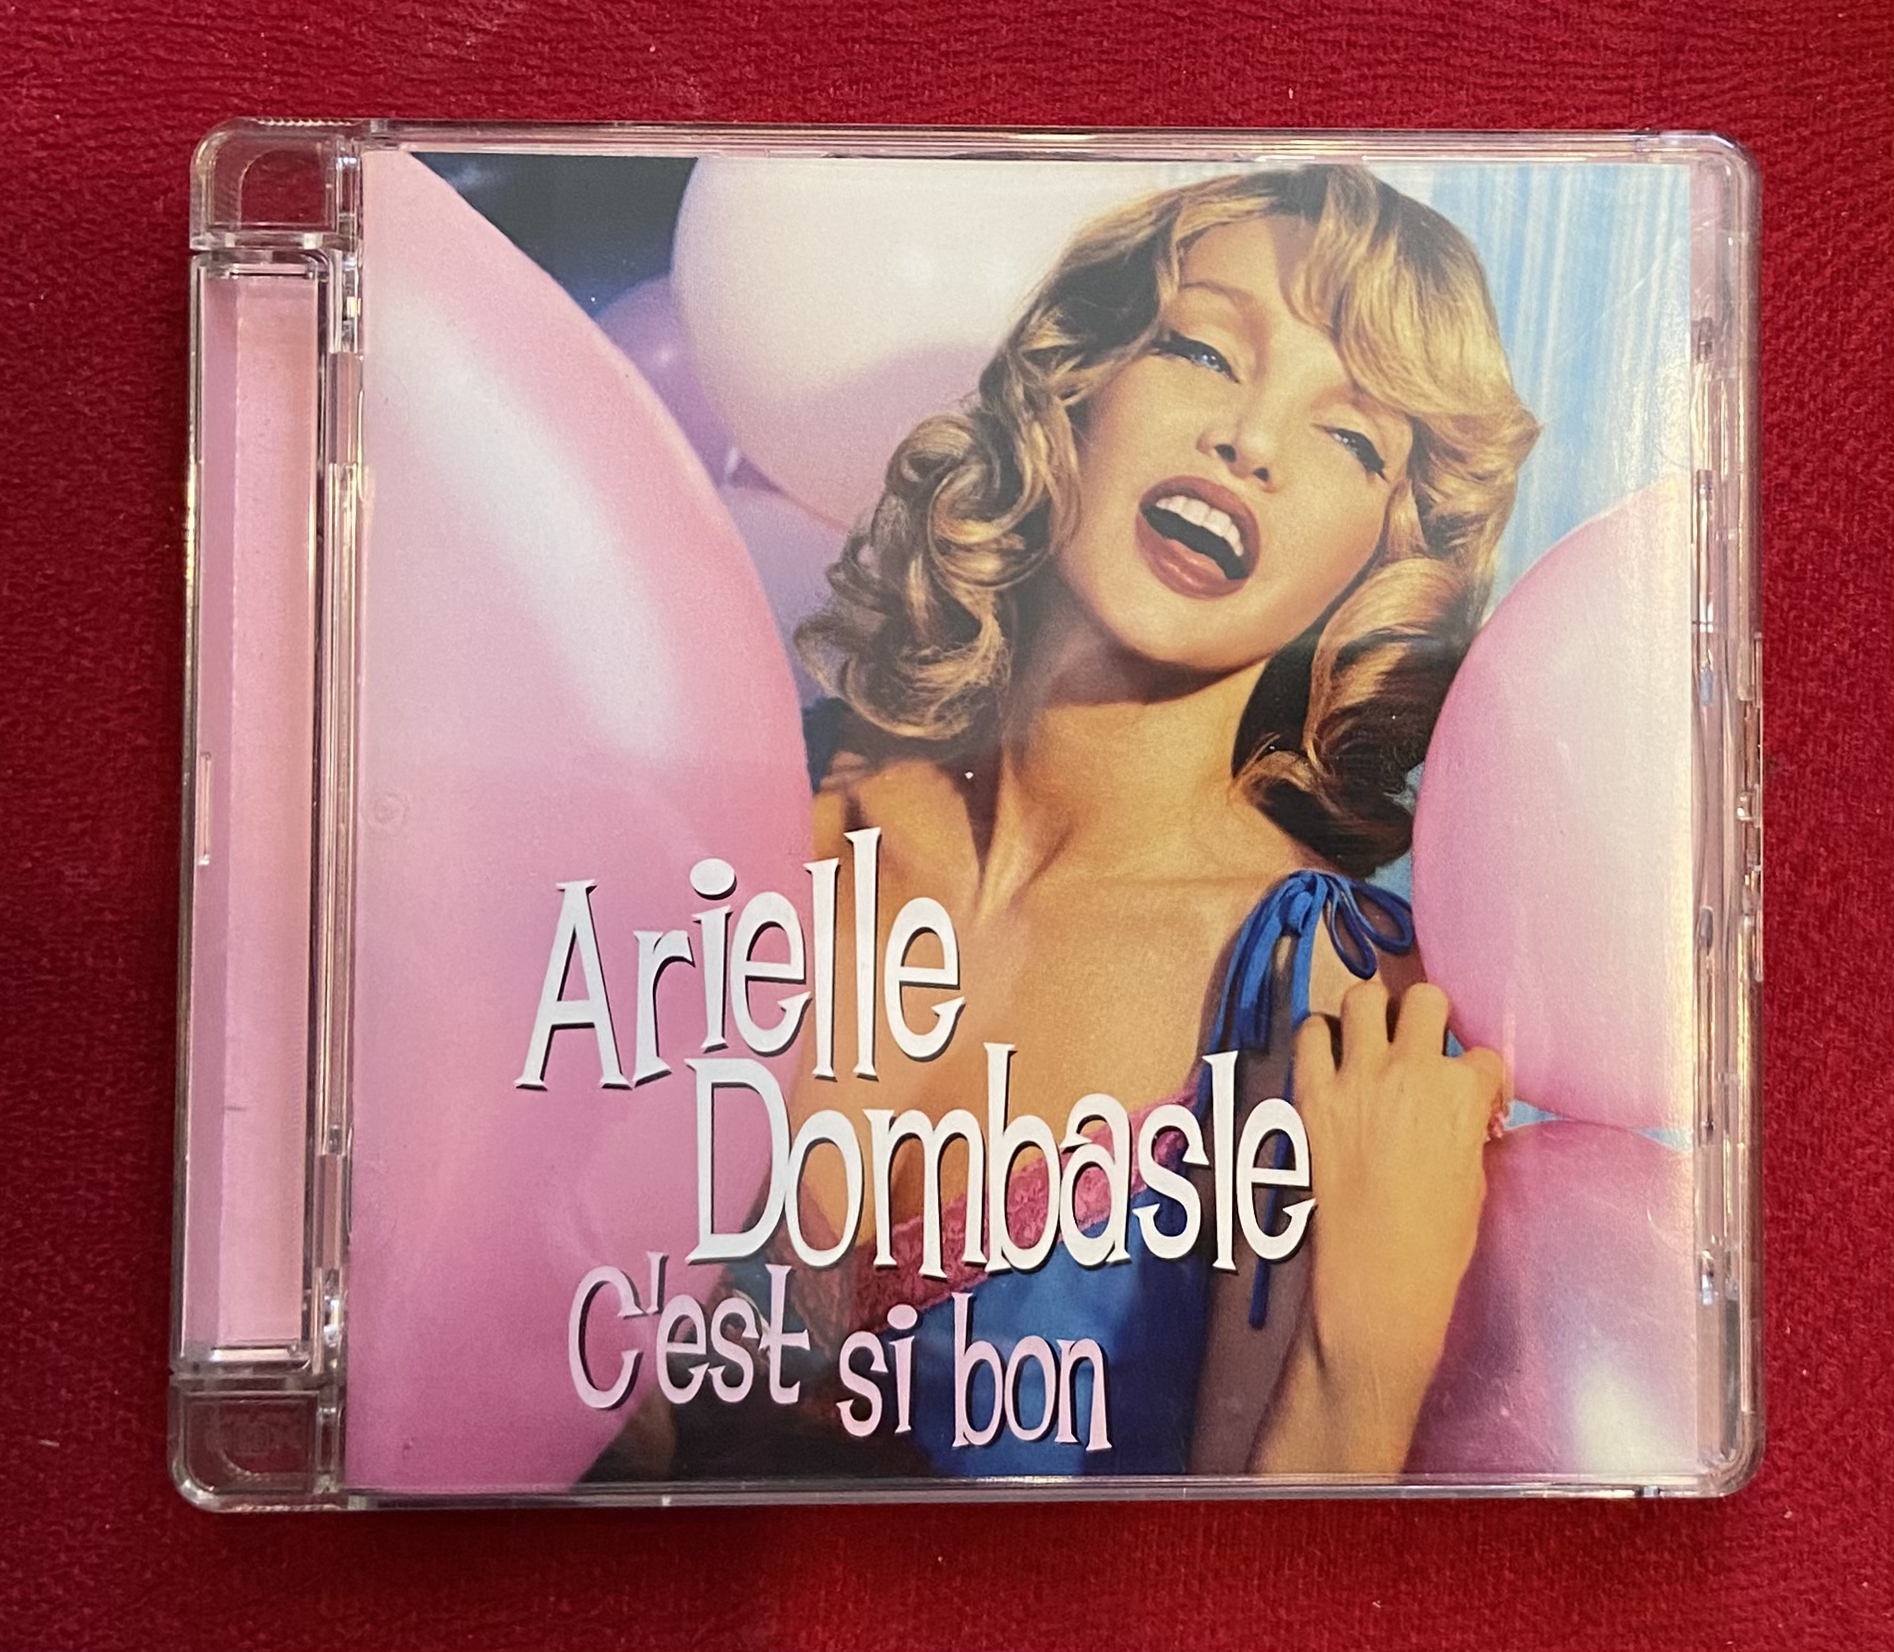 Arielle
Dombasle
C'est si bon